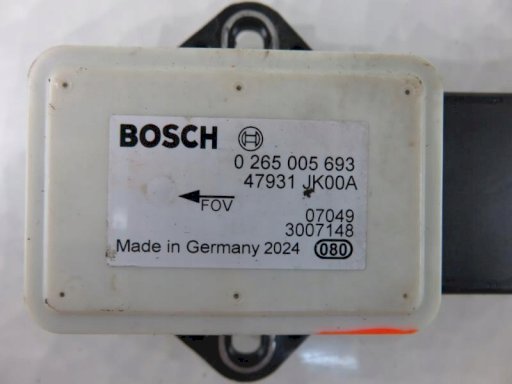 BOSCH
0 265 005 693
47931 JK00A
FOV
07049
3007148
Made in Germany 2024 080